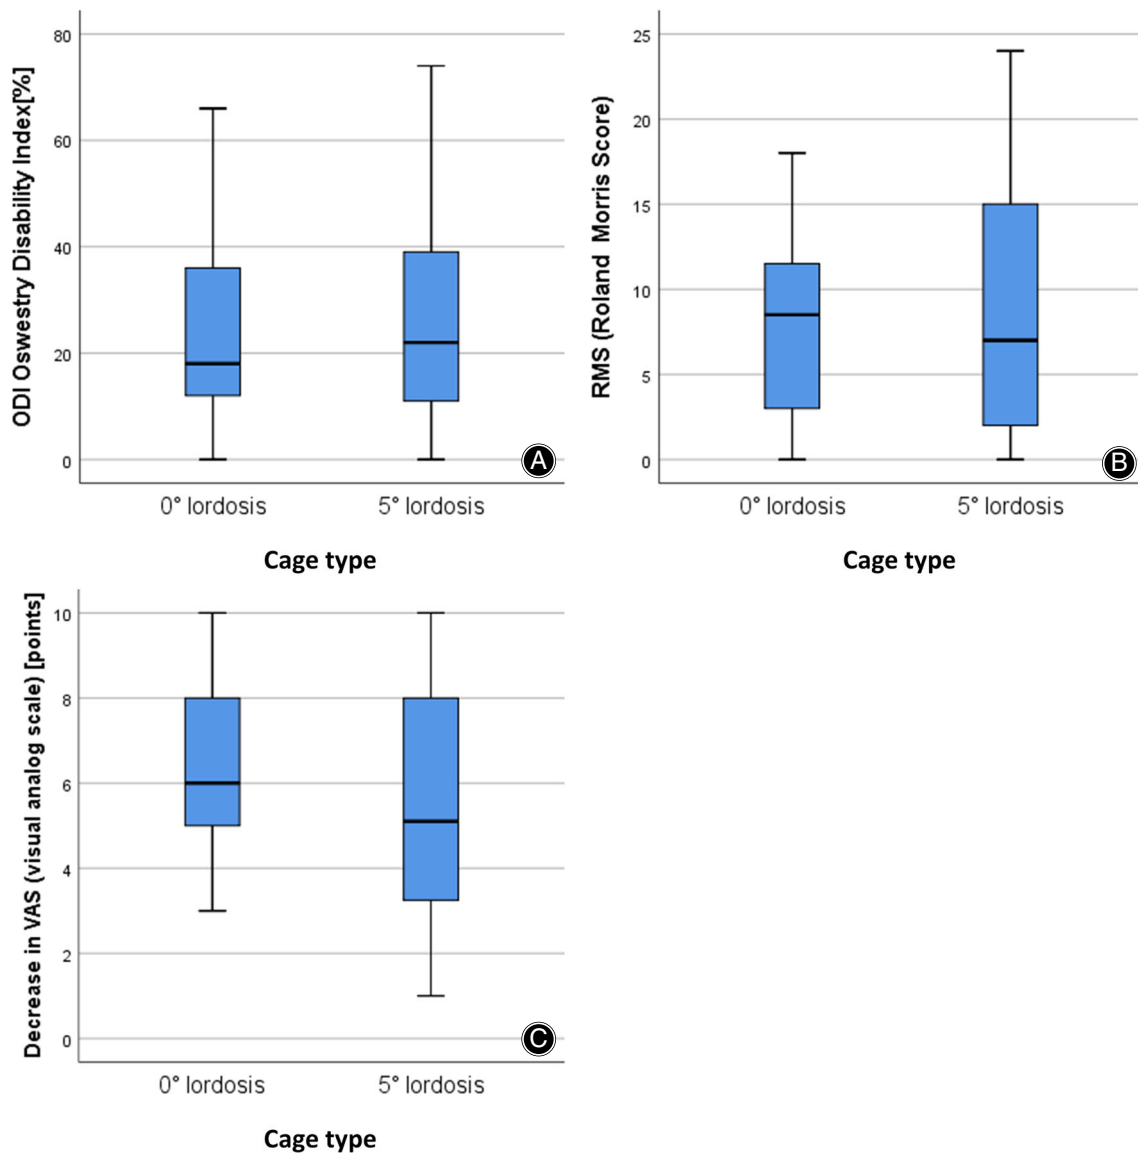 ODI Oswestry Disability Index[%]
80
60
40
20
0
A
0° lordosis 5° lordosis
Cage type
RMS (Roland Morris Score)
25
20
15
10
5
0
B
0° lordosis 5° lordosis
Cage type
Decrease in VAS (visual analog scale) [points]
10
8
6
4
2
0
C
0° lordosis 5° lordosis
Cage type